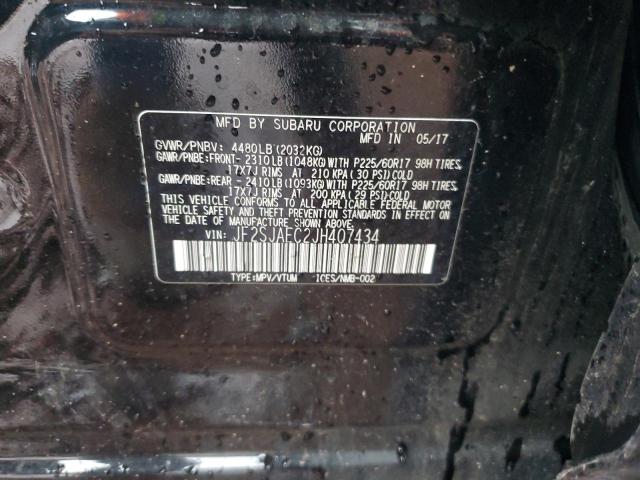 MFD BY SUBARU CORPORATION
MFD IN 05/17
GVWR/PNBV: 4480LB(2032KG)
GAWR/PNBE:FRONT- 2310LB(1048KG)WITH P225/60R17 98H TIRES,
17X7J RIMS AT 210 KPA(30 PSI)COLD
GAWR/PNBE:REAR - 2410LB(1093KG)WITH P225/60R17 98H TIRES,
17X7J RIMS AT 200 KPA(29 PSI)COLD
THIS VEHICLE CONFORMS TO ALL APPLICABLE FEDERAL MOTOR
VEHICLE SAFETY AND THEFT PREVENTION STANDARDS IN EFFECT ON THE
DATE OF MANUFACTURE SHOWN ABOVE.
VIN: JF2SJAEC2JH407434
TYPE:MPV/VTUM ICES/NMB-002